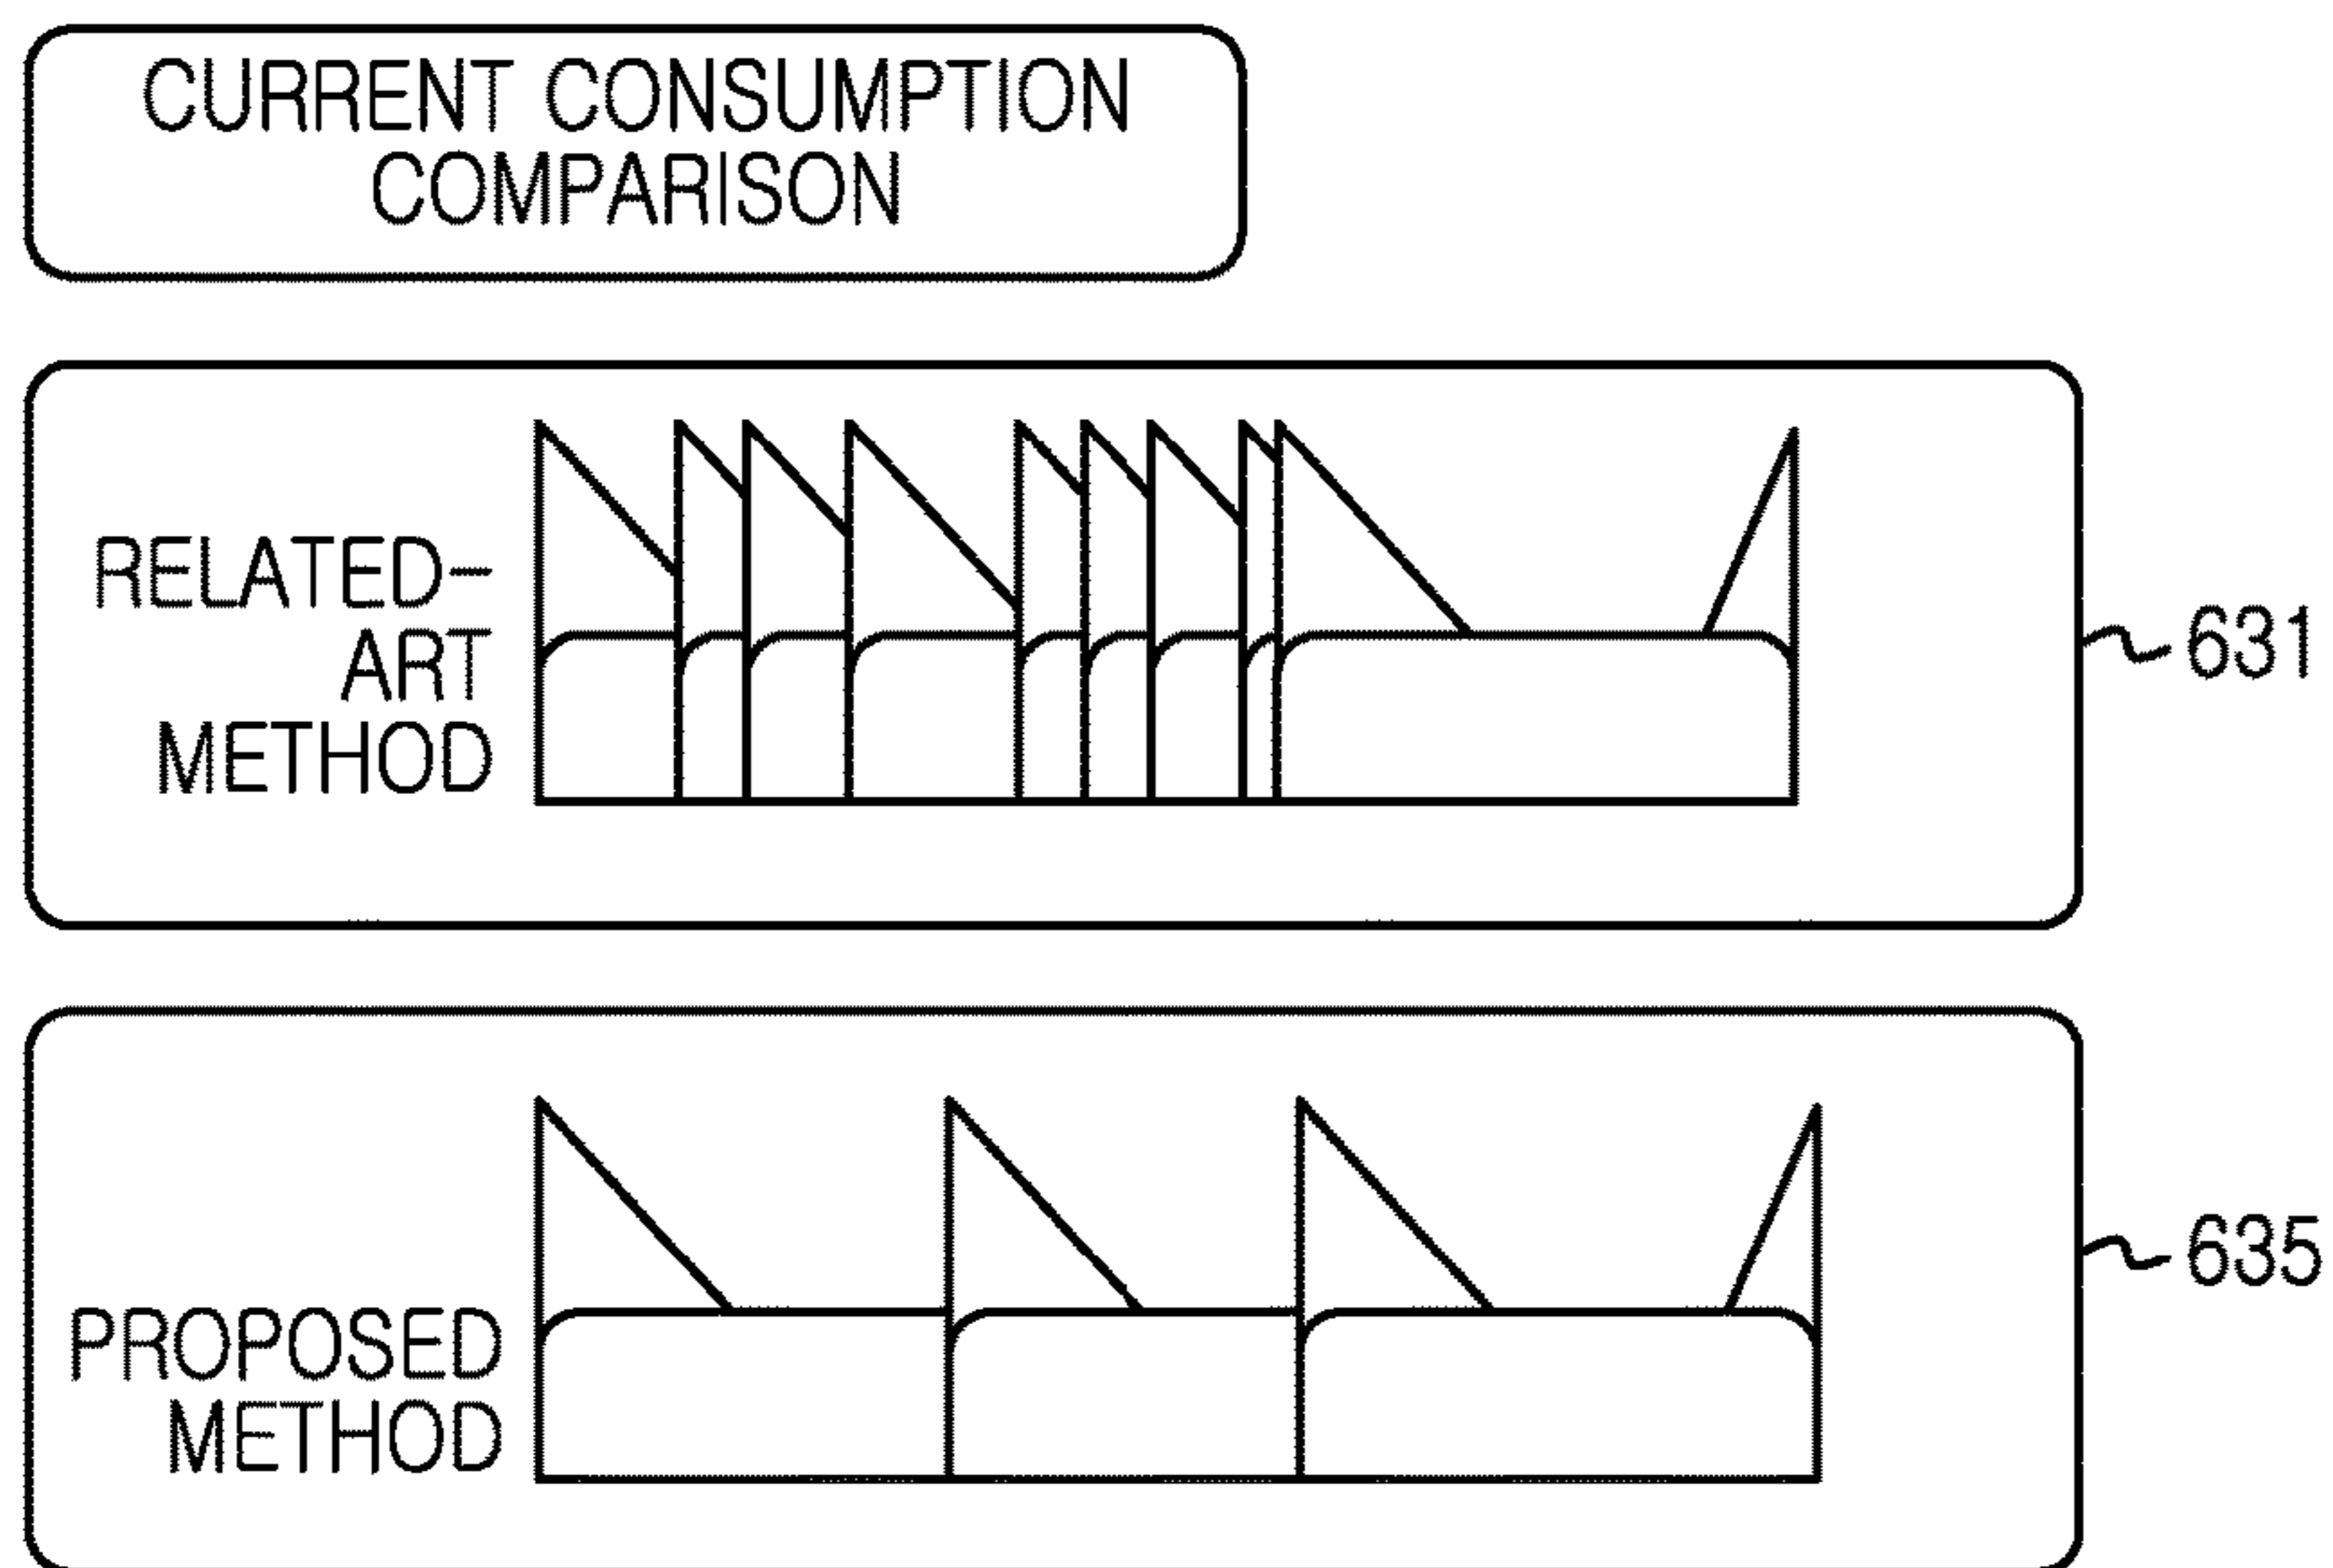 CURRENT CONSUMPTION
COMPARISON
RELATED-
ART
METHOD
631
PROPOSED
METHOD
635